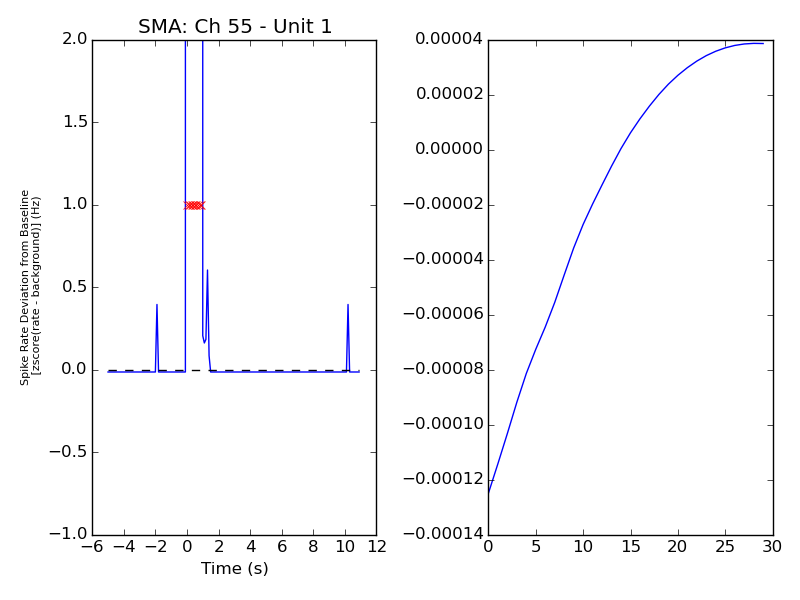 SMA: Ch 55 - Unit 1
Spike Rate Deviation from Baseline
[zscore(rate - background)] (Hz)
2.0
1.5
1.0
0.5
0.0
−0.5
−1.0
−6 −4 −2 0 2 4 6 8 10 12
Time (s)
0.00004
0.00002
0.00000
−0.00002
−0.00004
−0.00006
−0.00008
−0.00010
−0.00012
−0.00014
0 5 10 15 20 25 30